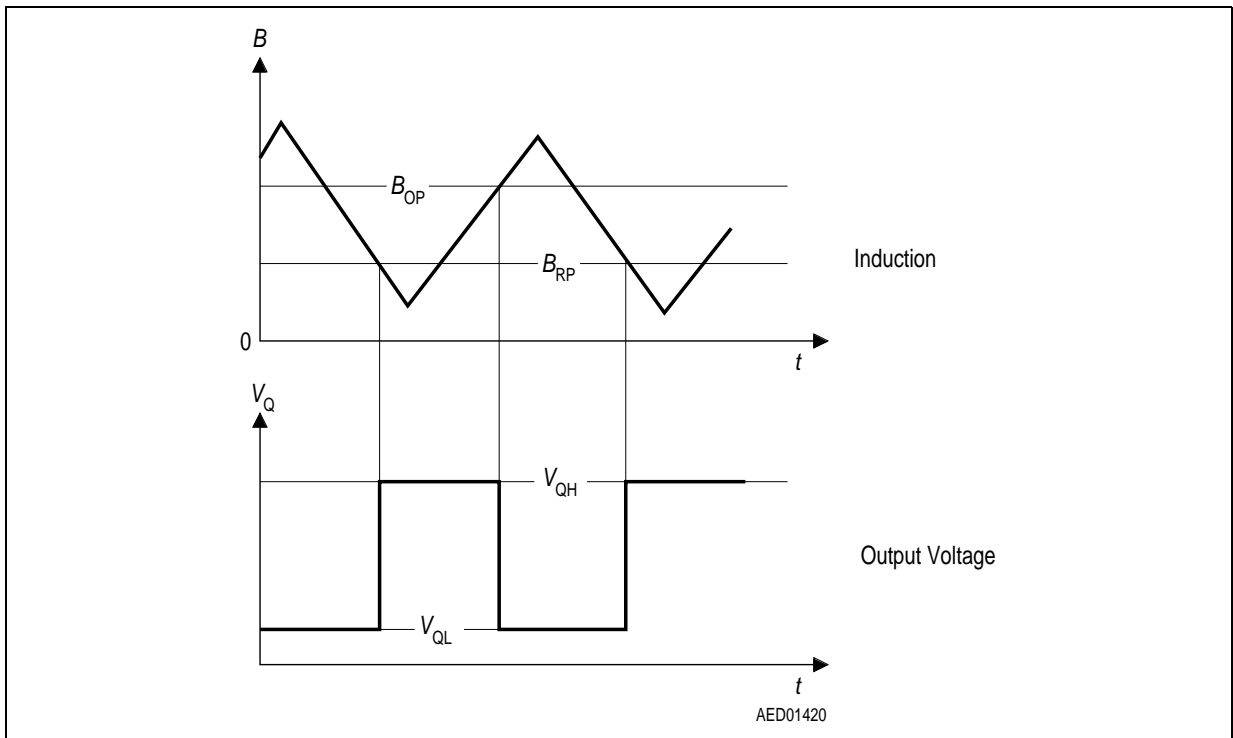 B
B_OP
B_RP
Induction
0
t
V_Q
V_QH
Output Voltage
V_QL
t
AED01420